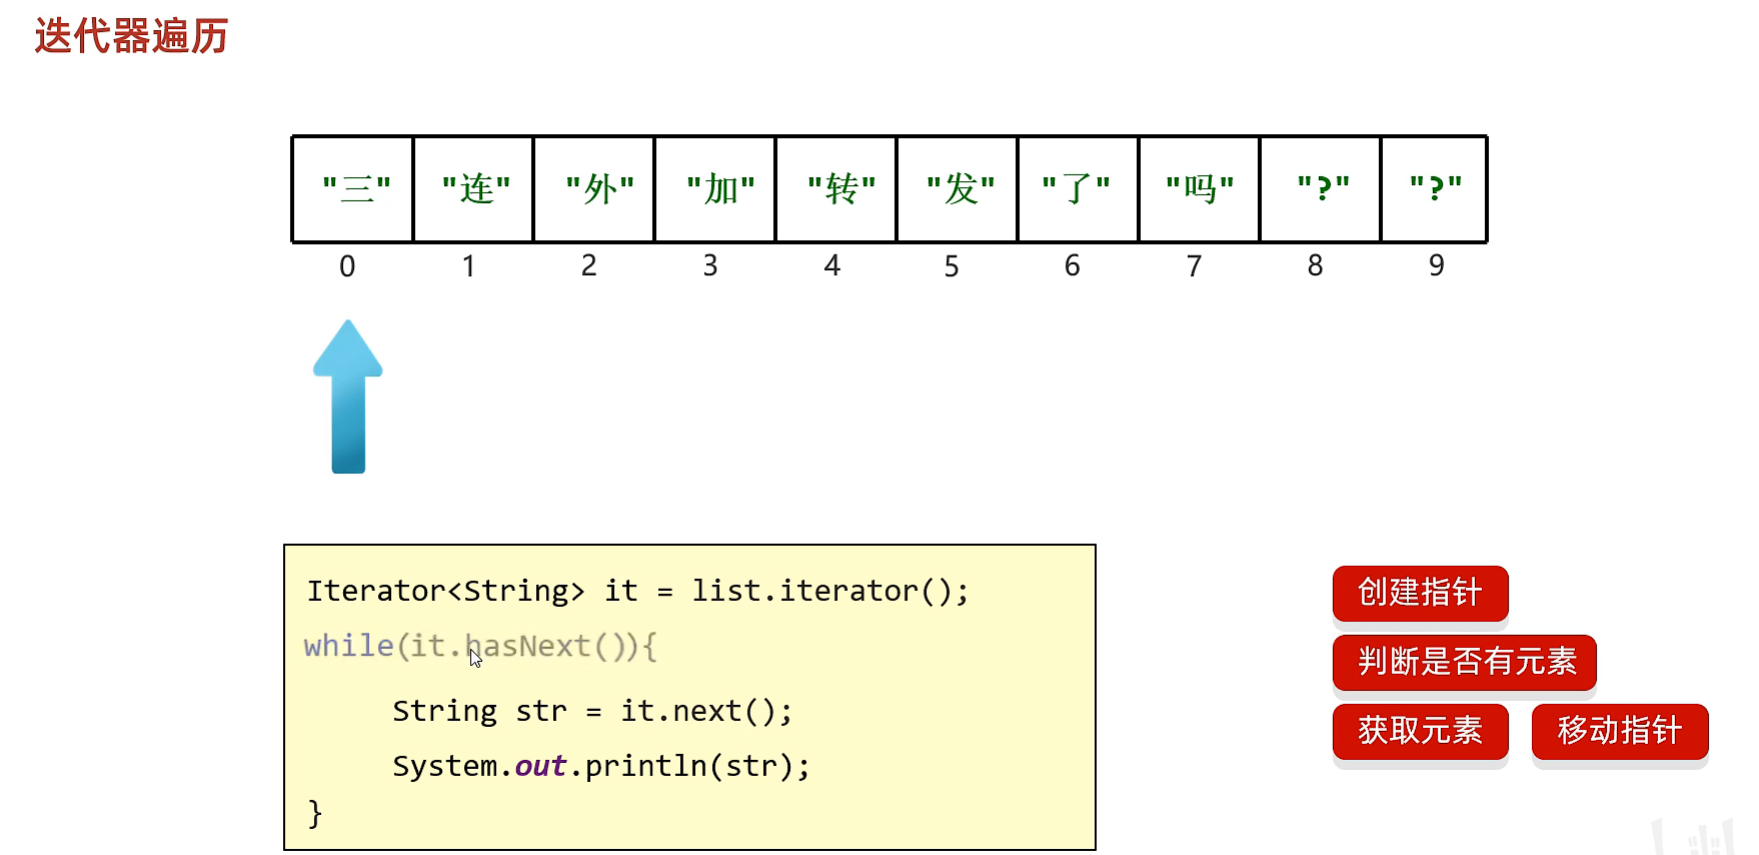 迭代器遍历
"三" "连" "外" "加" "转" "发" "了" "吗" "?" "?"
0 1 2 3 4 5 6 7 8 9
Iterator<String> it = list.iterator();
while(it.hasNext()){
String str = it.next();
System.out.println(str);
}
创建指针
判断是否有元素
获取元素 移动指针